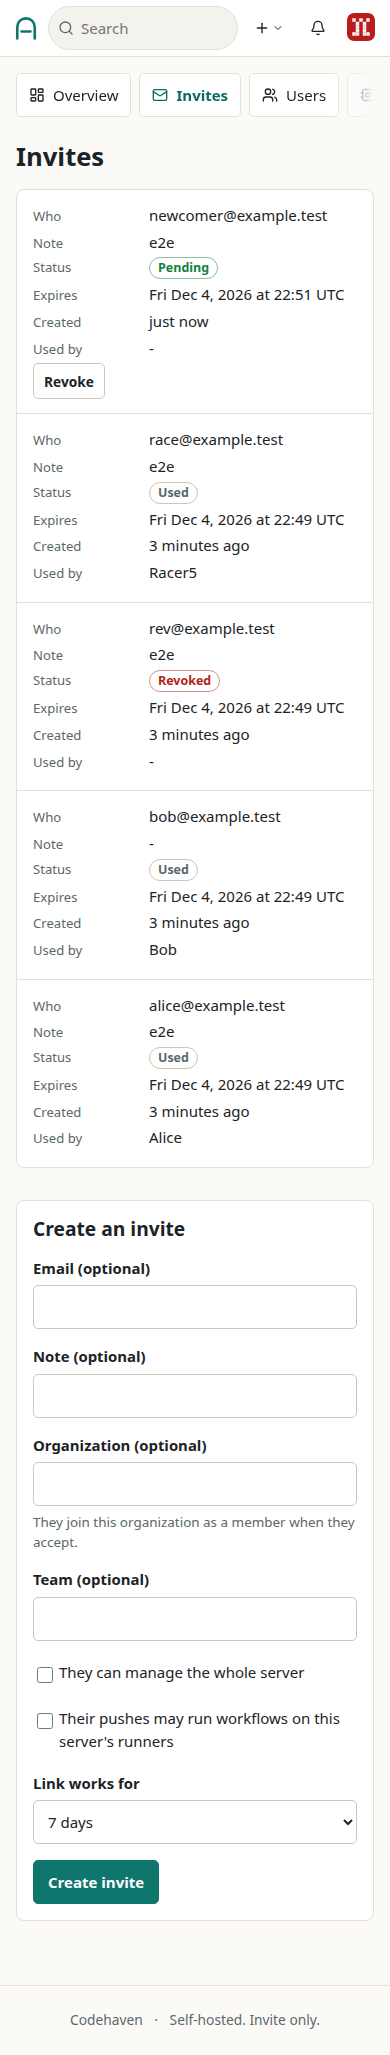 Search
Overview
Invites
Users
Invites
Who newcomer@example.test
Note e2e
Status Pending
Expires Fri Dec 4, 2026 at 22:51 UTC
Created just now
Used by -
Revoke
Who race@example.test
Note e2e
Status Used
Expires Fri Dec 4, 2026 at 22:49 UTC
Created 3 minutes ago
Used by Racer5
Who rev@example.test
Note e2e
Status Revoked
Expires Fri Dec 4, 2026 at 22:49 UTC
Created 3 minutes ago
Used by -
Who bob@example.test
Note -
Status Used
Expires Fri Dec 4, 2026 at 22:49 UTC
Created 3 minutes ago
Used by Bob
Who alice@example.test
Note e2e
Status Used
Expires Fri Dec 4, 2026 at 22:49 UTC
Created 3 minutes ago
Used by Alice
Create an invite
Email (optional)
Note (optional)
Organization (optional)
They join this organization as a member when they
accept.
Team (optional)
They can manage the whole server
Their pushes may run workflows on this
server's runners
Link works for
7 days
Create invite
Codehaven · Self-hosted. Invite only.